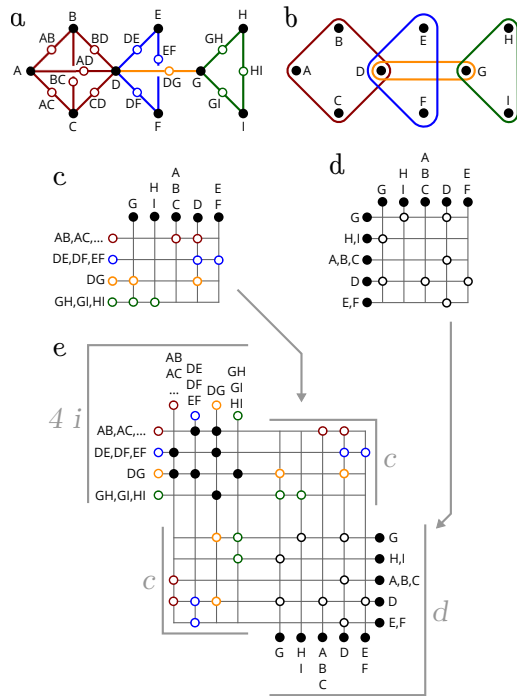 a
b
B
E
H
AB
BD
DE
EF
GH
A
AD
BC
D
DG
G
HI
AC
CD
DF
GI
C
F
I
B
E
H
A
D
G
C
F
I
c
d
A
H B E
G I C D F
AB,AC,...
DE,DF,EF
DG
GH,GI,HI
A
H B E
G I C D F
G
H,I
A,B,C
D
E,F
e
4 i
AB
AC
...
DE
DF
EF
DG
GH
GI
HI
AB,AC,...
DE,DF,EF
DG
GH,GI,HI
c
c
d
G
H,I
A,B,C
D
E,F
G H A D E
I B F
C